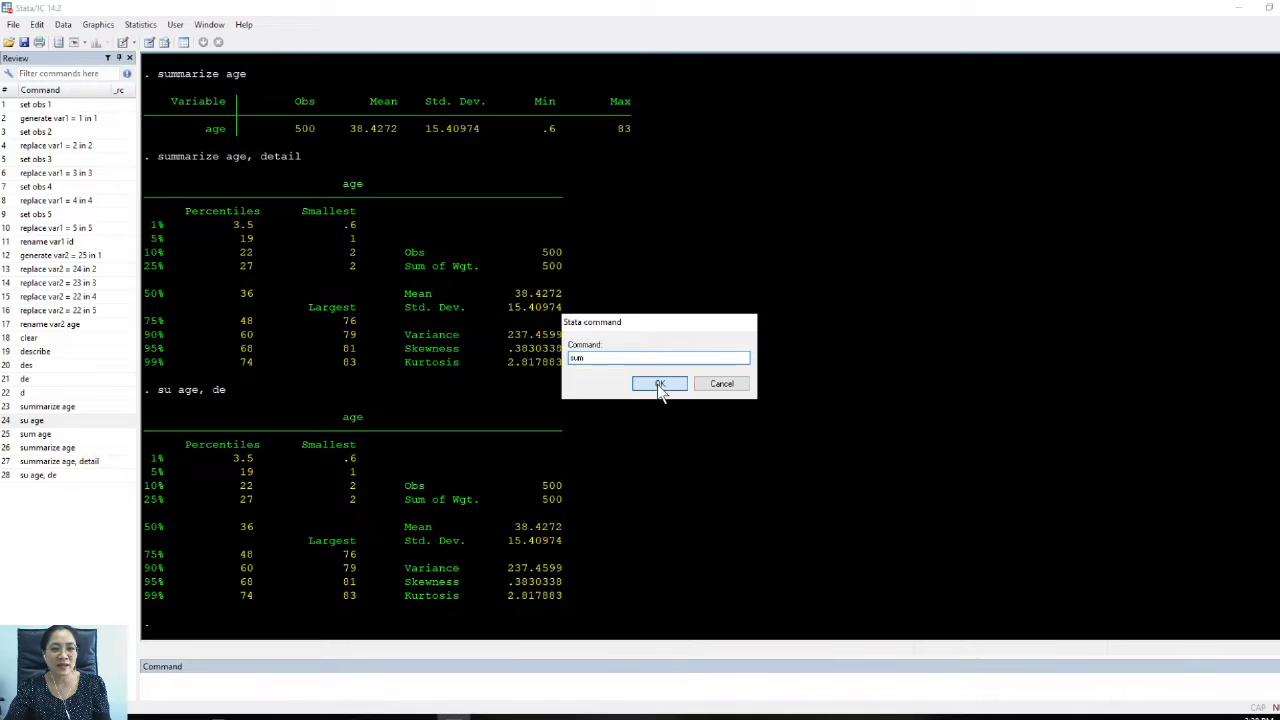 Stata/IC 14.2
File Edit Data Graphics Statistics User Window Help
Review
Filter commands here
# Command _rc
1 set obs 1
2 generate var1 = 1 in 1
3 set obs 2
4 replace var1 = 2 in 2
5 set obs 3
6 replace var1 = 3 in 3
7 set obs 4
8 replace var1 = 4 in 4
9 set obs 5
10 replace var1 = 5 in 5
11 rename var1 id
12 generate var2 = 25 in 1
13 replace var2 = 24 in 2
14 replace var2 = 23 in 3
15 replace var2 = 22 in 4
16 replace var2 = 22 in 5
17 rename var2 age
18 clear
19 describe
20 des
21 de
22 d
23 summarize age
24 su age
25 sum age
26 summarize age
27 summarize age, detail
28 su age, de
. summarize age
Variable Obs Mean Std. Dev. Min Max
age 500 38.4272 15.40974 .6 83
. summarize age, detail
age
Percentiles Smallest
1% 3.5 .6
5% 19 1
10% 22 2 Obs 500
25% 27 2 Sum of Wgt. 500
50% 36 Mean 38.4272
Largest Std. Dev. 15.40974
75% 48 76
90% 60 79 Variance 237.4599
95% 68 81 Skewness .3830338
99% 74 83 Kurtosis 2.817883
. su age, de
age
Percentiles Smallest
1% 3.5 .6
5% 19 1
10% 22 2 Obs 500
25% 27 2 Sum of Wgt. 500
50% 36 Mean 38.4272
Largest Std. Dev. 15.40974
75% 48 76
90% 60 79 Variance 237.4599
95% 68 81 Skewness .3830338
99% 74 83 Kurtosis 2.817883
.
Stata command
Command:
sum
OK Cancel
Command
CAP